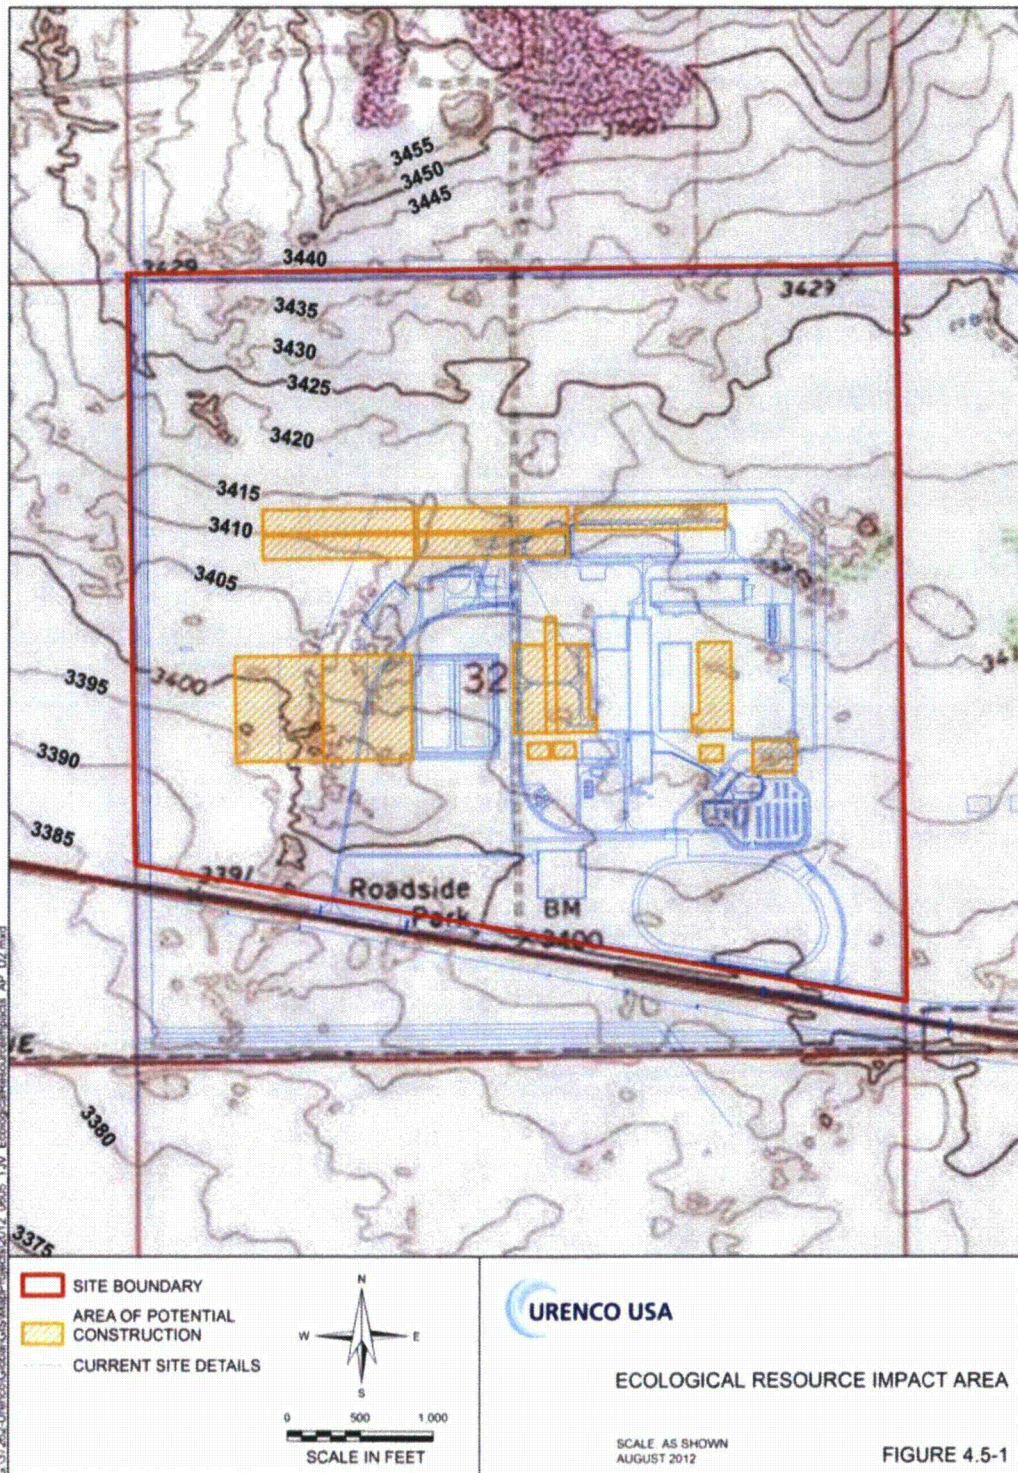 3455
3450
3450
3445
3440
3429
3429
3435
3430
3425
3420
3415
3410
3405
3400
3395
32
3390
3385
3391
Roadside
Park
BM
3400
3380
3375
SITE BOUNDARY
AREA OF POTENTIAL
CONSTRUCTION
CURRENT SITE DETAILS
N
W
E
S
0 500 1,000
SCALE IN FEET
URENCO USA
ECOLOGICAL RESOURCE IMPACT AREA
SCALE AS SHOWN
AUGUST 2012
FIGURE 4.5-1